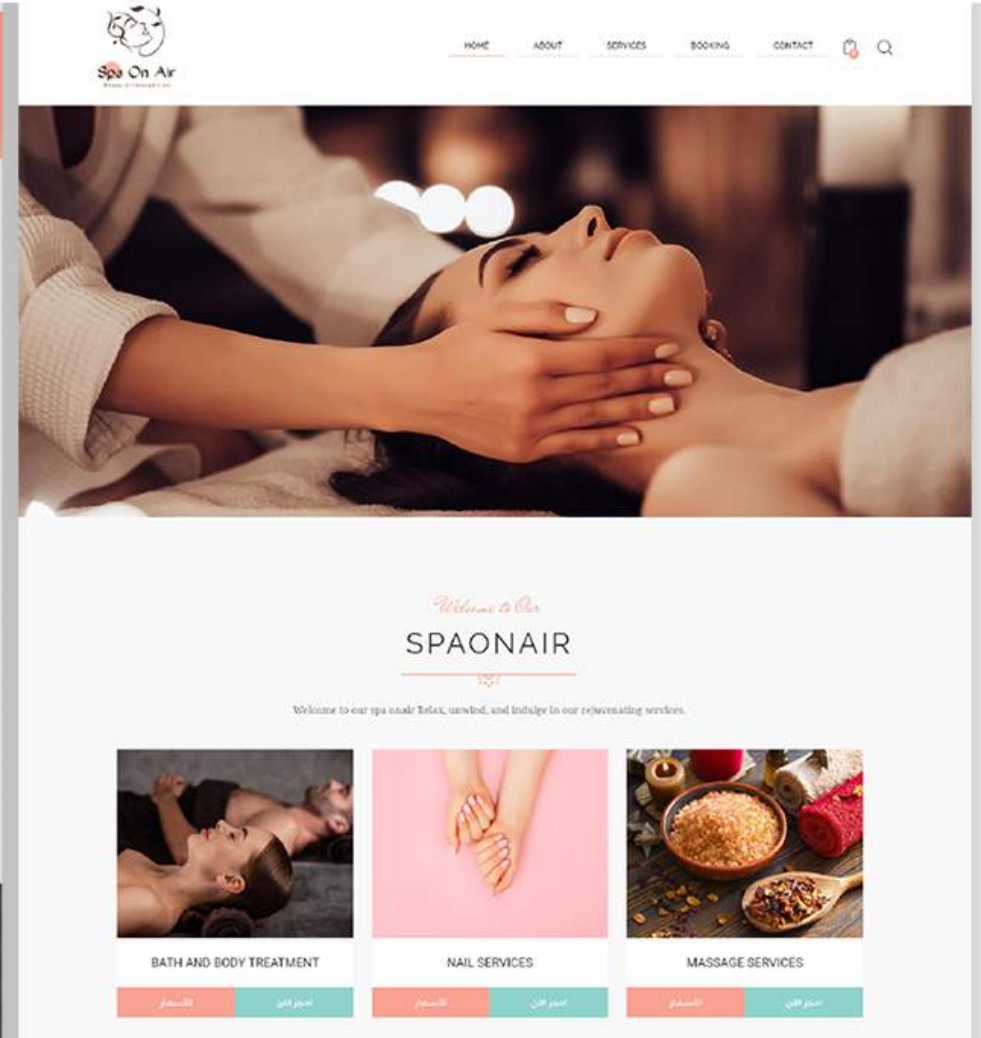 Spa On Air
HOME ABOUT SERVICES BOOKING CONTACT
Welcome to Our
SPAONAIR
Welcome to our spa onair Relax, unwind, and indulge in our rejuvenating services.
BATH AND BODY TREATMENT
NAIL SERVICES
MASSAGE SERVICES
الأسعار احجز الآن
الأسعار احجز الآن
الأسعار احجز الآن